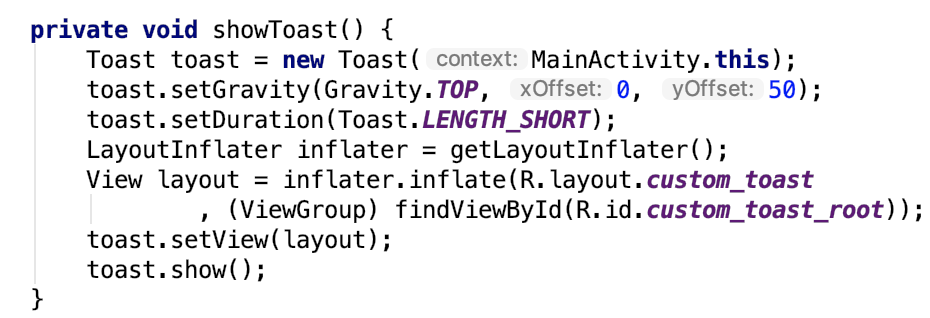 private void showToast() {
    Toast toast = new Toast( context: MainActivity.this);
    toast.setGravity(Gravity.TOP, xOffset: 0, yOffset: 50);
    toast.setDuration(Toast.LENGTH_SHORT);
    LayoutInflater inflater = getLayoutInflater();
    View layout = inflater.inflate(R.layout.custom_toast
            , (ViewGroup) findViewById(R.id.custom_toast_root));
    toast.setView(layout);
    toast.show();
}